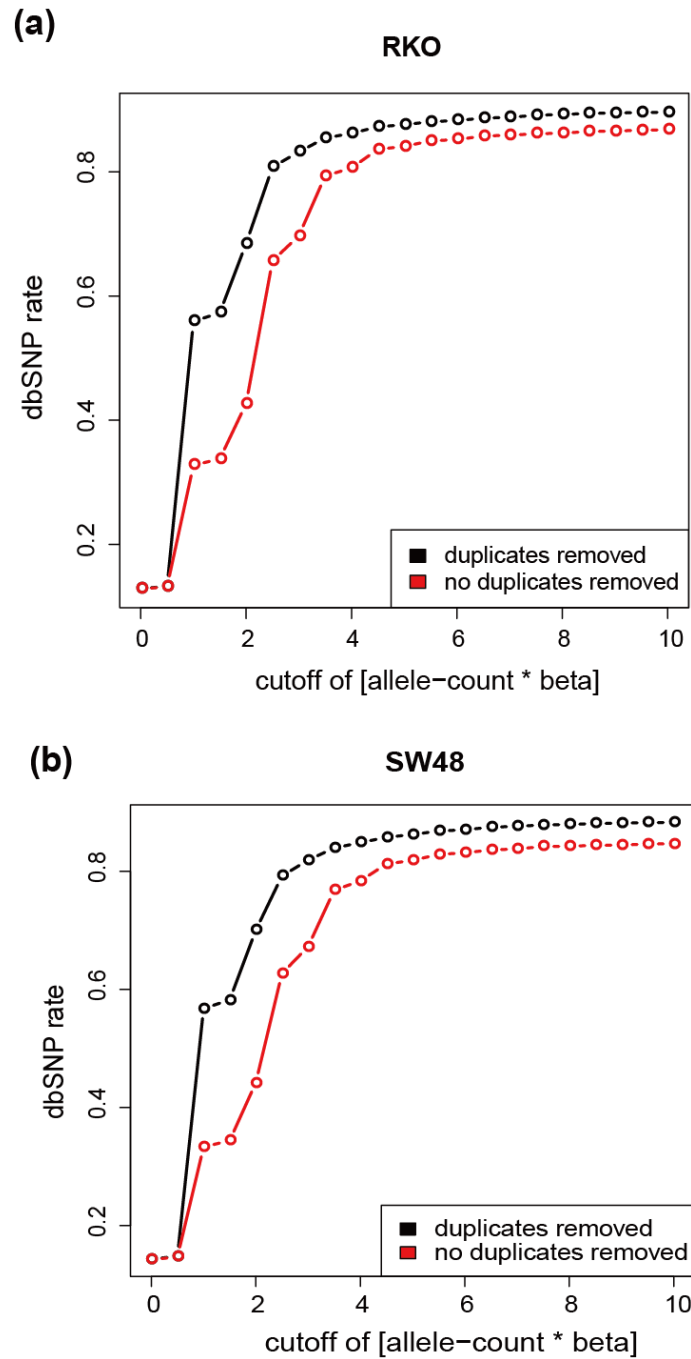 (a)
RKO
dbSNP rate
0.8
0.6
0.4
0.2
duplicates removed
no duplicates removed
0 2 4 6 8 10
cutoff of [allele−count * beta]
(b)
SW48
dbSNP rate
0.8
0.6
0.4
0.2
duplicates removed
no duplicates removed
0 2 4 6 8 10
cutoff of [allele−count * beta]